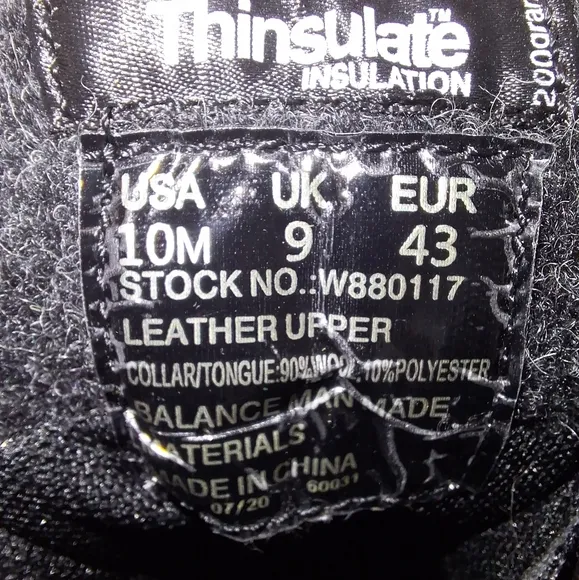 Thinsulate™
INSULATION
USA UK EUR
10M 9 43
STOCK NO.:W880117
LEATHER UPPER
COLLAR/TONGUE:90%WOOL,10%POLYESTER
BALANCE MAN MADE
MATERIALS
MADE IN CHINA
07/20 60031